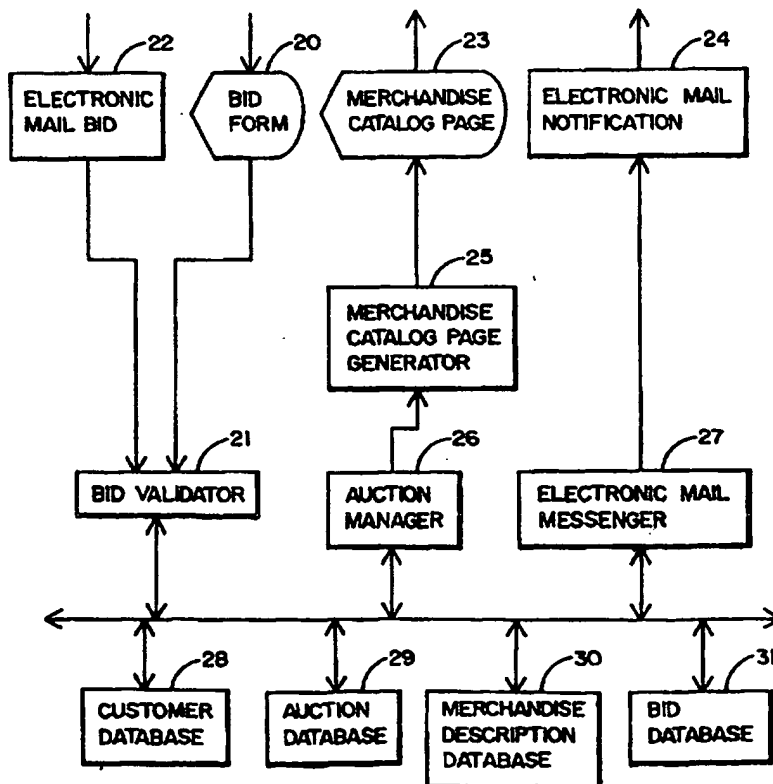 22
20
23
24
ELECTRONIC
MAIL BID
BID
FORM
MERCHANDISE
CATALOG PAGE
ELECTRONIC MAIL
NOTIFICATION
25
MERCHANDISE
CATALOG PAGE
GENERATOR
21
26
27
BID VALIDATOR
AUCTION
MANAGER
ELECTRONIC MAIL
MESSENGER
28
29
30
31
CUSTOMER
DATABASE
AUCTION
DATABASE
MERCHANDISE
DESCRIPTION
DATABASE
BID
DATABASE